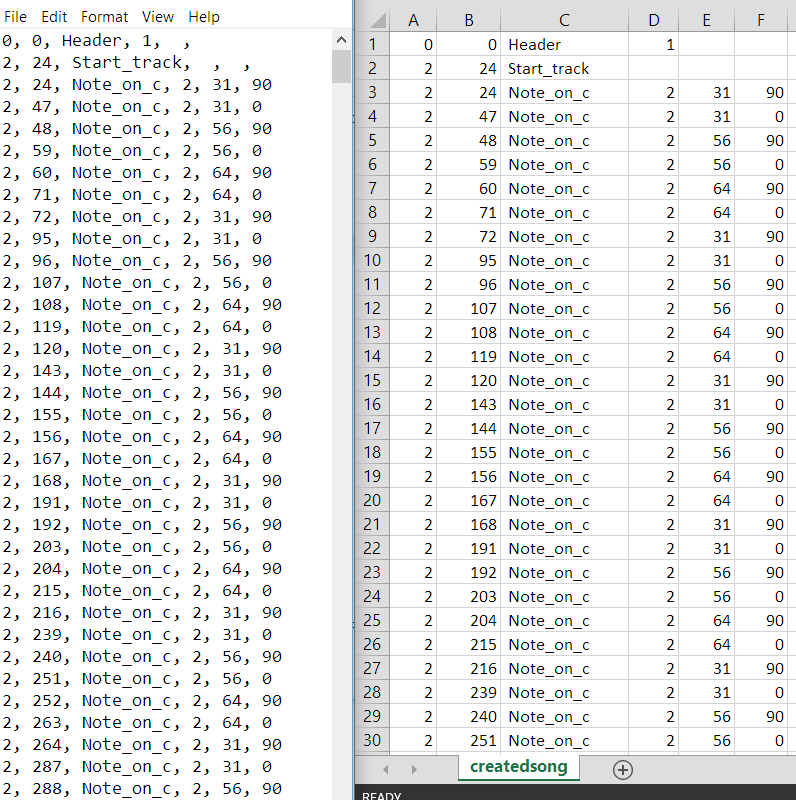 File Edit Format View Help
0, 0, Header, 1, ,
2, 24, Start_track, , ,
2, 24, Note_on_c, 2, 31, 90
2, 47, Note_on_c, 2, 31, 0
2, 48, Note_on_c, 2, 56, 90
2, 59, Note_on_c, 2, 56, 0
2, 60, Note_on_c, 2, 64, 90
2, 71, Note_on_c, 2, 64, 0
2, 72, Note_on_c, 2, 31, 90
2, 95, Note_on_c, 2, 31, 0
2, 96, Note_on_c, 2, 56, 90
2, 107, Note_on_c, 2, 56, 0
2, 108, Note_on_c, 2, 64, 90
2, 119, Note_on_c, 2, 64, 0
2, 120, Note_on_c, 2, 31, 90
2, 143, Note_on_c, 2, 31, 0
2, 144, Note_on_c, 2, 56, 90
2, 155, Note_on_c, 2, 56, 0
2, 156, Note_on_c, 2, 64, 90
2, 167, Note_on_c, 2, 64, 0
2, 168, Note_on_c, 2, 31, 90
2, 191, Note_on_c, 2, 31, 0
2, 192, Note_on_c, 2, 56, 90
2, 203, Note_on_c, 2, 56, 0
2, 204, Note_on_c, 2, 64, 90
2, 215, Note_on_c, 2, 64, 0
2, 216, Note_on_c, 2, 31, 90
2, 239, Note_on_c, 2, 31, 0
2, 240, Note_on_c, 2, 56, 90
2, 251, Note_on_c, 2, 56, 0
2, 252, Note_on_c, 2, 64, 90
2, 263, Note_on_c, 2, 64, 0
2, 264, Note_on_c, 2, 31, 90
2, 287, Note_on_c, 2, 31, 0
2, 288, Note_on_c, 2, 56, 90
A B C D E F
1 0 0 Header 1
2 2 24 Start_track
3 2 24 Note_on_c 2 31 90
4 2 47 Note_on_c 2 31 0
5 2 48 Note_on_c 2 56 90
6 2 59 Note_on_c 2 56 0
7 2 60 Note_on_c 2 64 90
8 2 71 Note_on_c 2 64 0
9 2 72 Note_on_c 2 31 90
10 2 95 Note_on_c 2 31 0
11 2 96 Note_on_c 2 56 90
12 2 107 Note_on_c 2 56 0
13 2 108 Note_on_c 2 64 90
14 2 119 Note_on_c 2 64 0
15 2 120 Note_on_c 2 31 90
16 2 143 Note_on_c 2 31 0
17 2 144 Note_on_c 2 56 90
18 2 155 Note_on_c 2 56 0
19 2 156 Note_on_c 2 64 90
20 2 167 Note_on_c 2 64 0
21 2 168 Note_on_c 2 31 90
22 2 191 Note_on_c 2 31 0
23 2 192 Note_on_c 2 56 90
24 2 203 Note_on_c 2 56 0
25 2 204 Note_on_c 2 64 90
26 2 215 Note_on_c 2 64 0
27 2 216 Note_on_c 2 31 90
28 2 239 Note_on_c 2 31 0
29 2 240 Note_on_c 2 56 90
30 2 251 Note_on_c 2 56 0
createdsong
READY